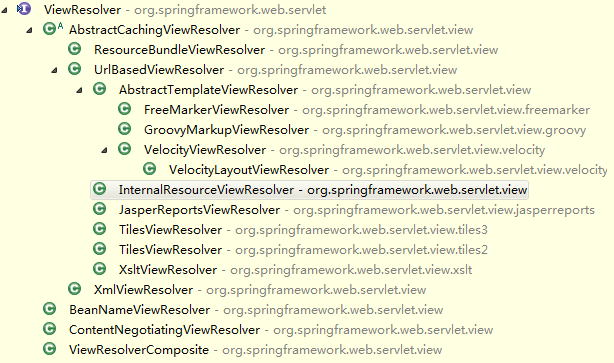 ViewResolver - org.springframework.web.servlet
A AbstractCachingViewResolver - org.springframework.web.servlet.view
ResourceBundleViewResolver - org.springframework.web.servlet.view
UrlBasedViewResolver - org.springframework.web.servlet.view
AbstractTemplateViewResolver - org.springframework.web.servlet.view
FreeMarkerViewResolver - org.springframework.web.servlet.view.freemarker
GroovyMarkupViewResolver - org.springframework.web.servlet.view.groovy
VelocityViewResolver - org.springframework.web.servlet.view.velocity
VelocityLayoutViewResolver - org.springframework.web.servlet.view.velocity
InternalResourceViewResolver - org.springframework.web.servlet.view
JasperReportsViewResolver - org.springframework.web.servlet.view.jasperreports
TilesViewResolver - org.springframework.web.servlet.view.tiles3
TilesViewResolver - org.springframework.web.servlet.view.tiles2
XsltViewResolver - org.springframework.web.servlet.view.xslt
XmlViewResolver - org.springframework.web.servlet.view
BeanNameViewResolver - org.springframework.web.servlet.view
ContentNegotiatingViewResolver - org.springframework.web.servlet.view
ViewResolverComposite - org.springframework.web.servlet.view